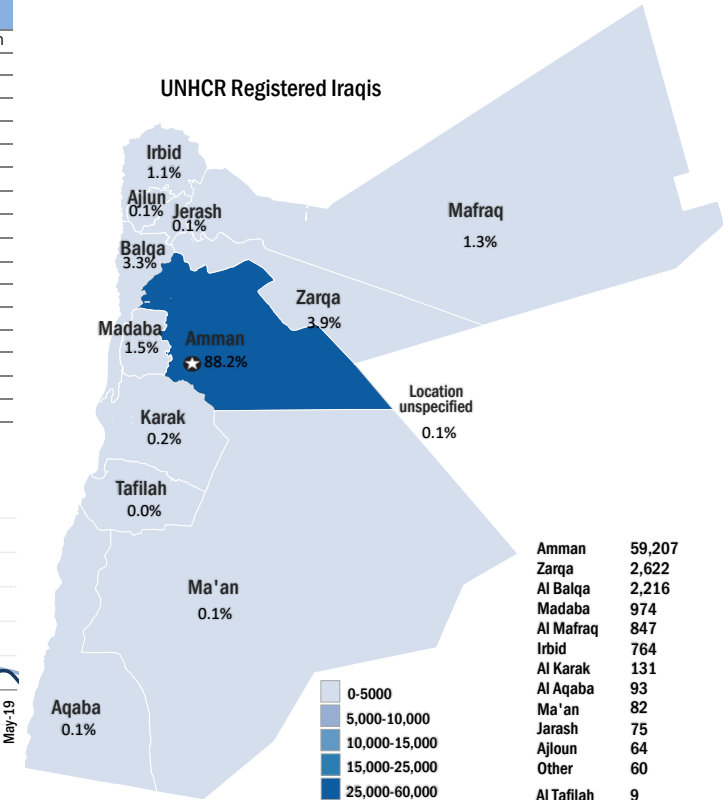 n
UNHCR Registered Iraqis
Irbid
1.1%
Ajlun
0.1%
Jerash
0.1%
Mafraq
1.3%
Balqa
3.3%
Zarqa
3.9%
Madaba
1.5%
Amman
88.2%
Location
unspecified
0.1%
Karak
0.2%
Tafilah
0.0%
Ma'an
0.1%
Aqaba
0.1%
May-19
0-5000
5,000-10,000
10,000-15,000
15,000-25,000
25,000-60,000
Amman 59,207
Zarqa 2,622
Al Balqa 2,216
Madaba 974
Al Mafraq 847
Irbid 764
Al Karak 131
Al Aqaba 93
Ma'an 82
Jarash 75
Ajloun 64
Other 60
Al Tafilah 9